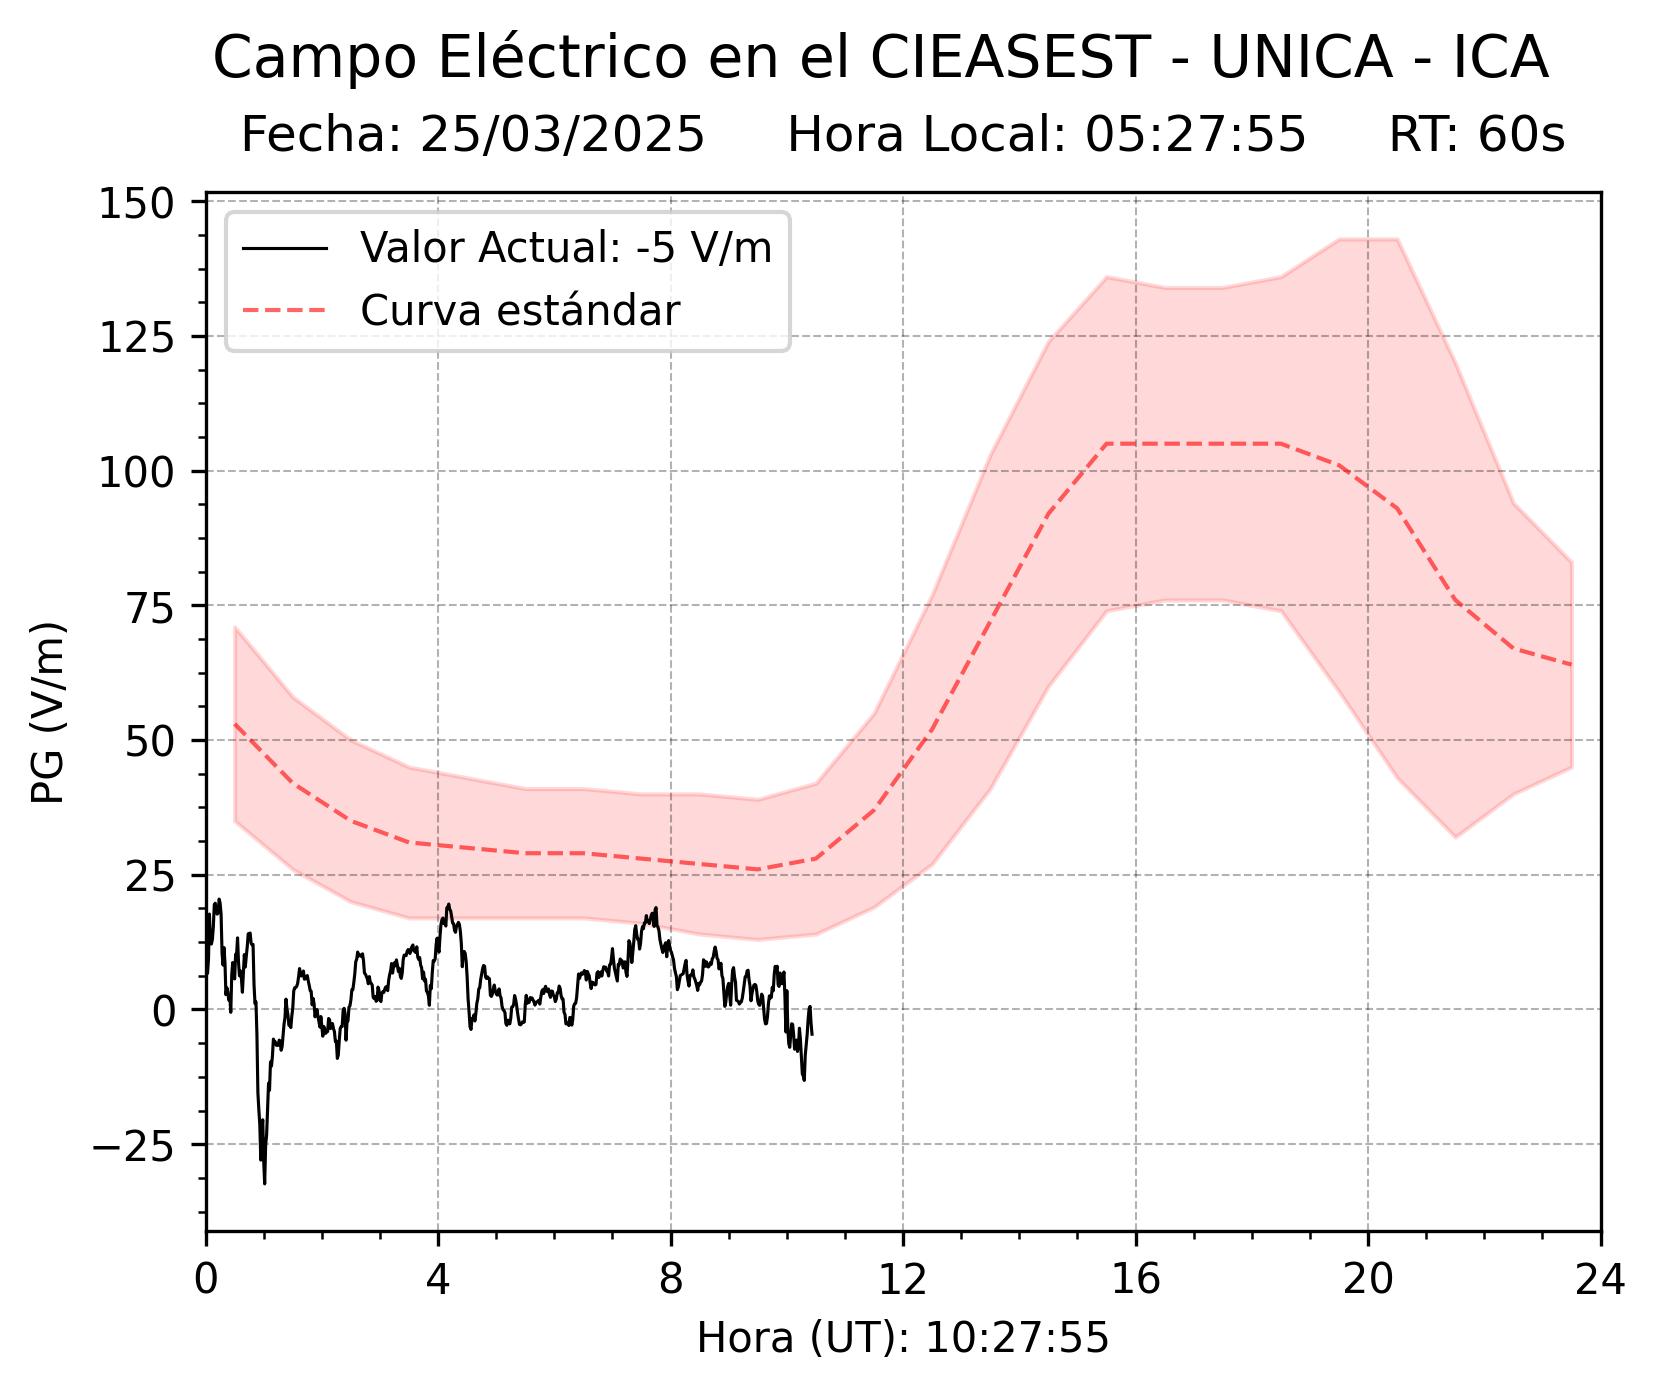 Campo Eléctrico en el CIEASEST - UNICA - ICA
Fecha: 25/03/2025 Hora Local: 05:27:55 RT: 60s
Valor Actual: -5 V/m
Curva estándar
PG (V/m)
150
125
100
75
50
25
0
−25
0 4 8 12 16 20 24
Hora (UT): 10:27:55